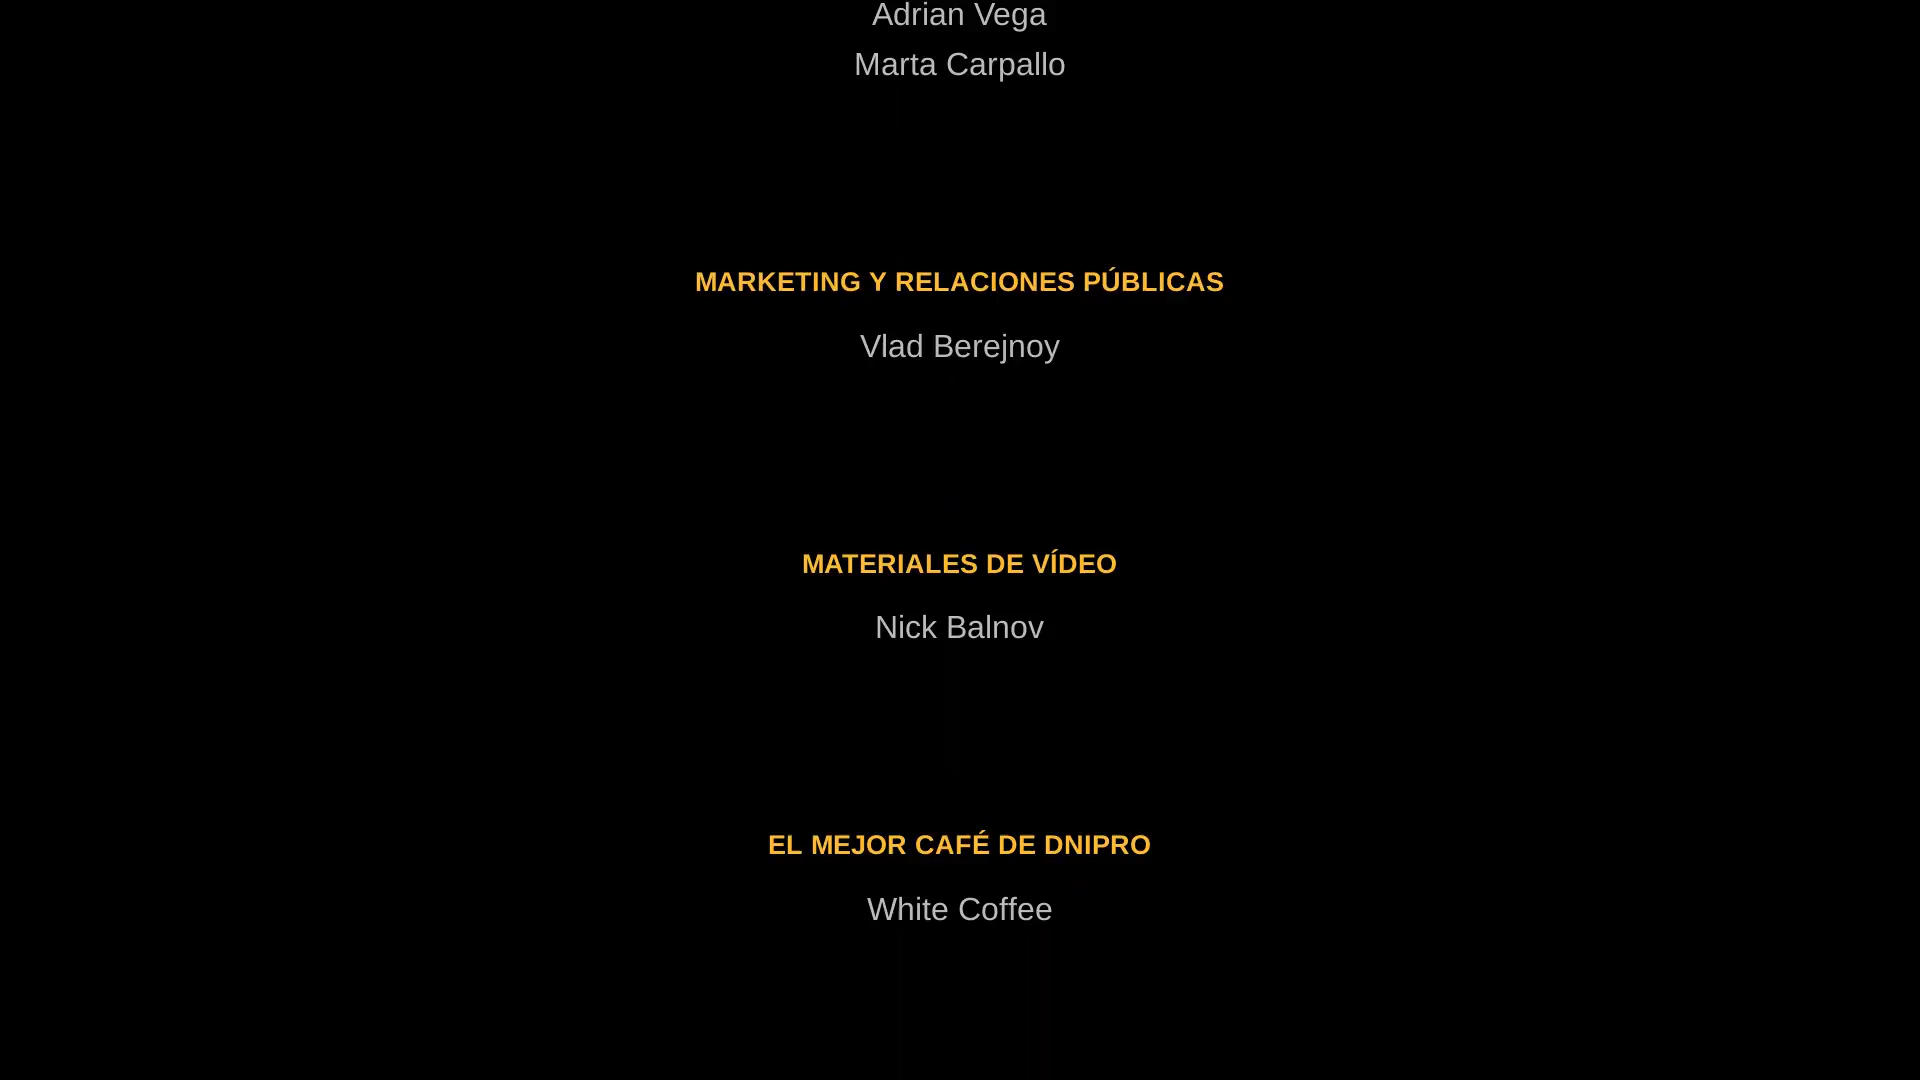 Adrian Vega
Marta Carpallo
MARKETING Y RELACIONES PÚBLICAS
Vlad Berejnoy
MATERIALES DE VÍDEO
Nick Balnov
EL MEJOR CAFÉ DE DNIPRO
White Coffee